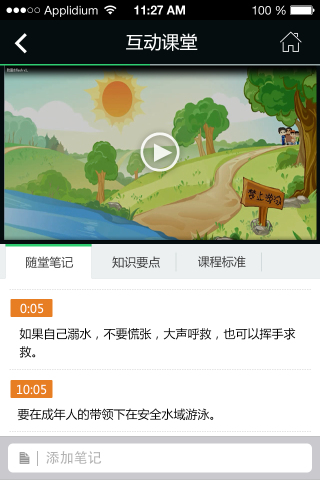 Applidium 11:27 AM 100 %
互动课堂
随堂笔记 知识要点 课程标准
0:05
如果自己溺水，不要慌张，大声呼救，也可以挥手求
救。
10:05
要在成年人的带领下在安全水域游泳。
添加笔记